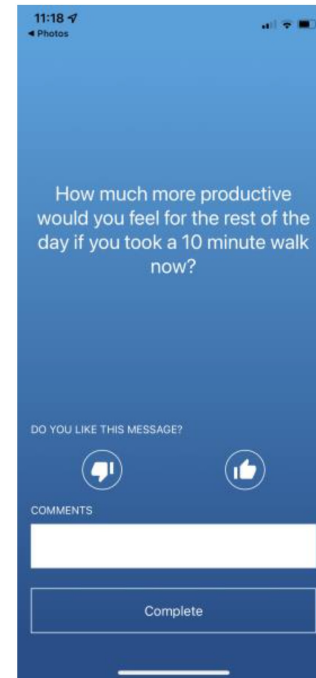 11:18
Photos
How much more productive
would you feel for the rest of the
day if you took a 10 minute walk
now?
DO YOU LIKE THIS MESSAGE?
COMMENTS
Complete